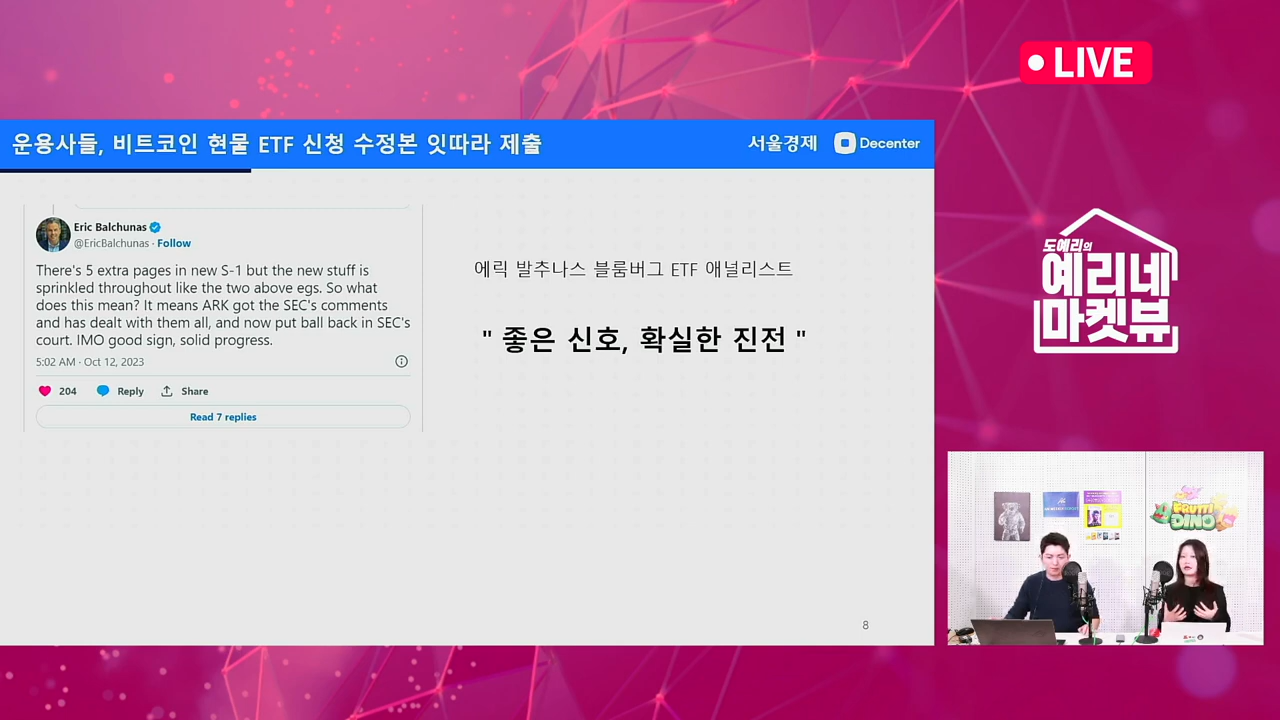 LIVE
운용사들, 비트코인 현물 ETF 신청 수정본 잇따라 제출
서울경제 Decenter
Eric Balchunas
@EricBalchunas · Follow
There's 5 extra pages in new S-1 but the new stuff is
sprinkled throughout like the two above egs. So what
does this mean? It means ARK got the SEC's comments
and has dealt with them all, and now put ball back in SEC's
court. IMO good sign, solid progress.
5:02 AM · Oct 12, 2023
204 Reply Share
Read 7 replies
에릭 발추나스 블룸버그 ETF 애널리스트
" 좋은 신호, 확실한 진전 "
8
도예리의
예리네
마켓뷰
FRUTTI
DINO